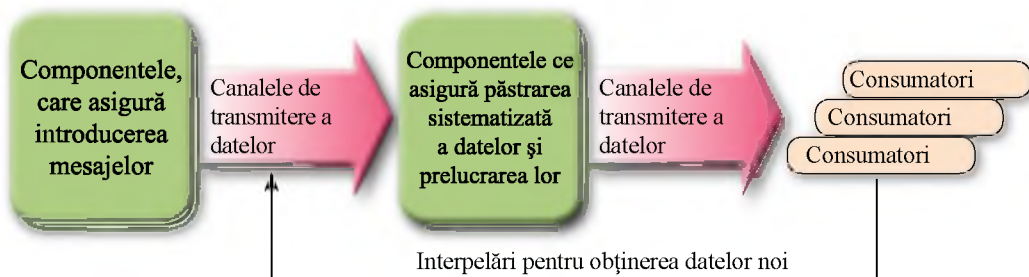 Componentele,
care asigură
introducerea
mesajelor
Canalele de
transmitere a
datelor
Componentele ce
asigură păstrarea
sistematizată
a datelor şi
prelucrarea lor
Canalele de
transmitere a
datelor
Consumatori
Consumatori
Consumatori
Interpelări pentru obţinerea datelor noi